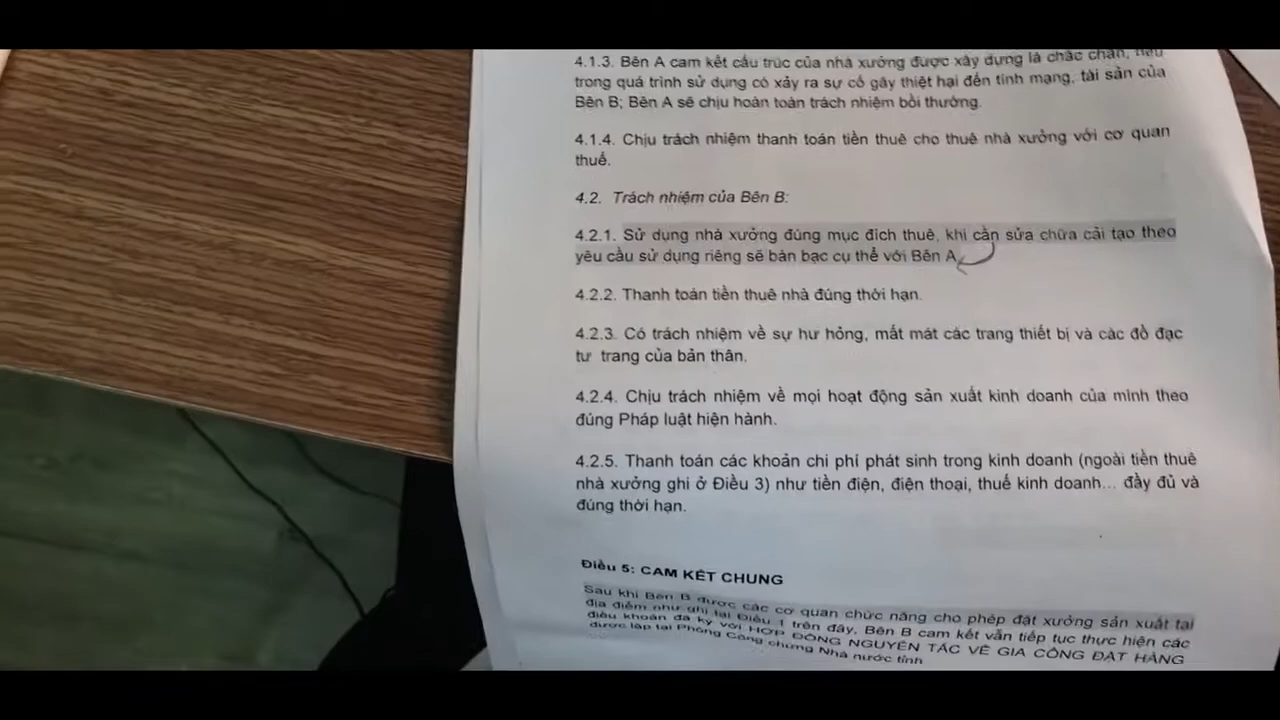 4.1.3. Bên A cam kết cấu trúc của nhà xưởng được xây dựng là chắc chắn, nếu
trong quá trình sử dụng có xảy ra sự cố gây thiệt hại đến tính mạng, tài sản của
Bên B; Bên A sẽ chịu hoàn toàn trách nhiệm bồi thường.
4.1.4. Chịu trách nhiệm thanh toán tiền thuê cho thuê nhà xưởng với cơ quan
thuế.
4.2. Trách nhiệm của Bên B:
4.2.1. Sử dụng nhà xưởng đúng mục đích thuê, khi cần sửa chữa cải tạo theo
yêu cầu sử dụng riêng sẽ bàn bạc cụ thể với Bên A
4.2.2. Thanh toán tiền thuê nhà đúng thời hạn.
4.2.3. Có trách nhiệm về sự hư hỏng, mất mát các trang thiết bị và các đồ đạc
tư trang của bản thân.
4.2.4. Chịu trách nhiệm về mọi hoạt động sản xuất kinh doanh của mình theo
đúng Pháp luật hiện hành.
4.2.5. Thanh toán các khoản chi phí phát sinh trong kinh doanh (ngoài tiền thuê
nhà xưởng ghi ở Điều 3) như tiền điện, điện thoại, thuế kinh doanh... đầy đủ và
đúng thời hạn.
Điều 5: CAM KẾT CHUNG
Sau khi Bên B được các cơ quan chức năng cho phép đặt xưởng sản xuất tại
địa điểm như ghi tại Điều 1 trên đây, Bên B cam kết vẫn tiếp tục thực hiện các
điều khoản đã ký với HỢP ĐỒNG NGUYÊN TẮC VỀ GIA CÔNG ĐẶT HÀNG
được lập tại Phòng Công chứng Nhà nước tỉnh